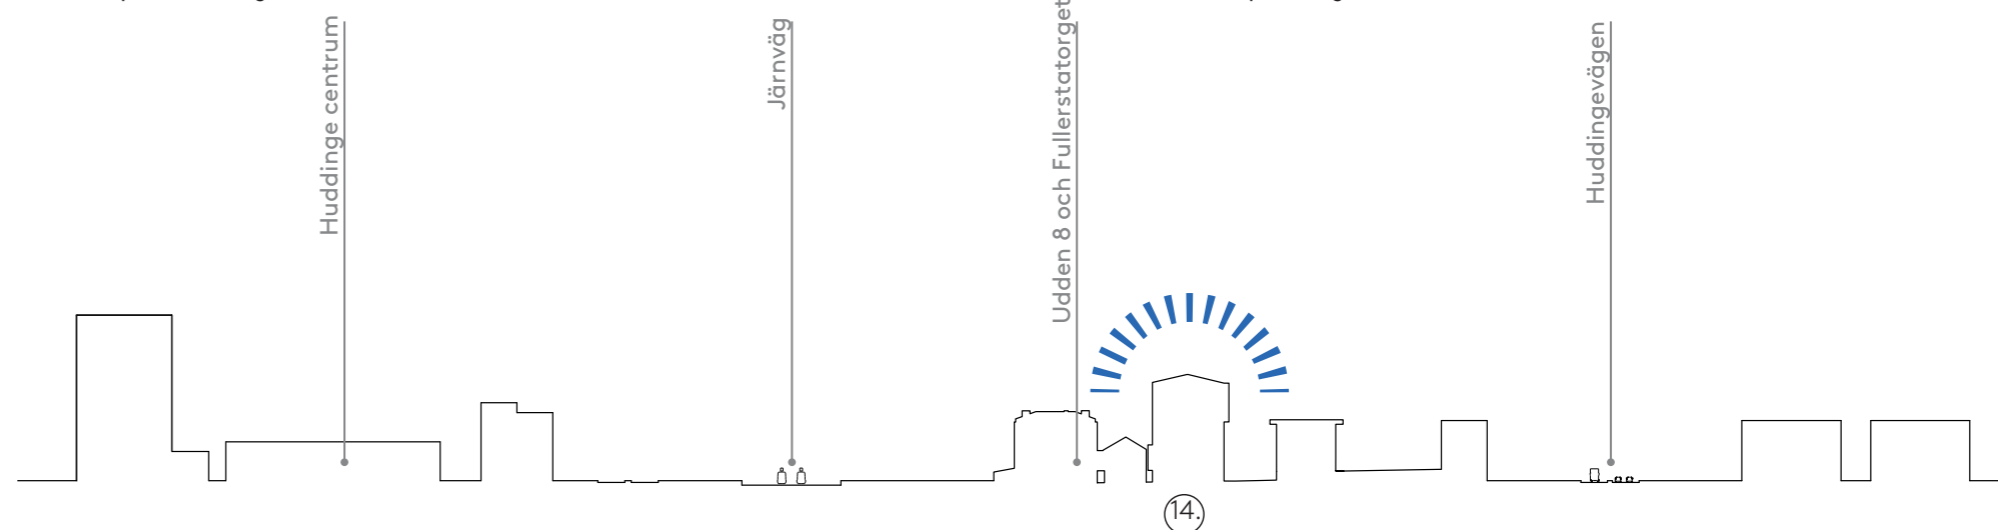 Huddinge centrum
Järnväg
Udden 8 och Fullerstatorget
Huddingevägen
14.